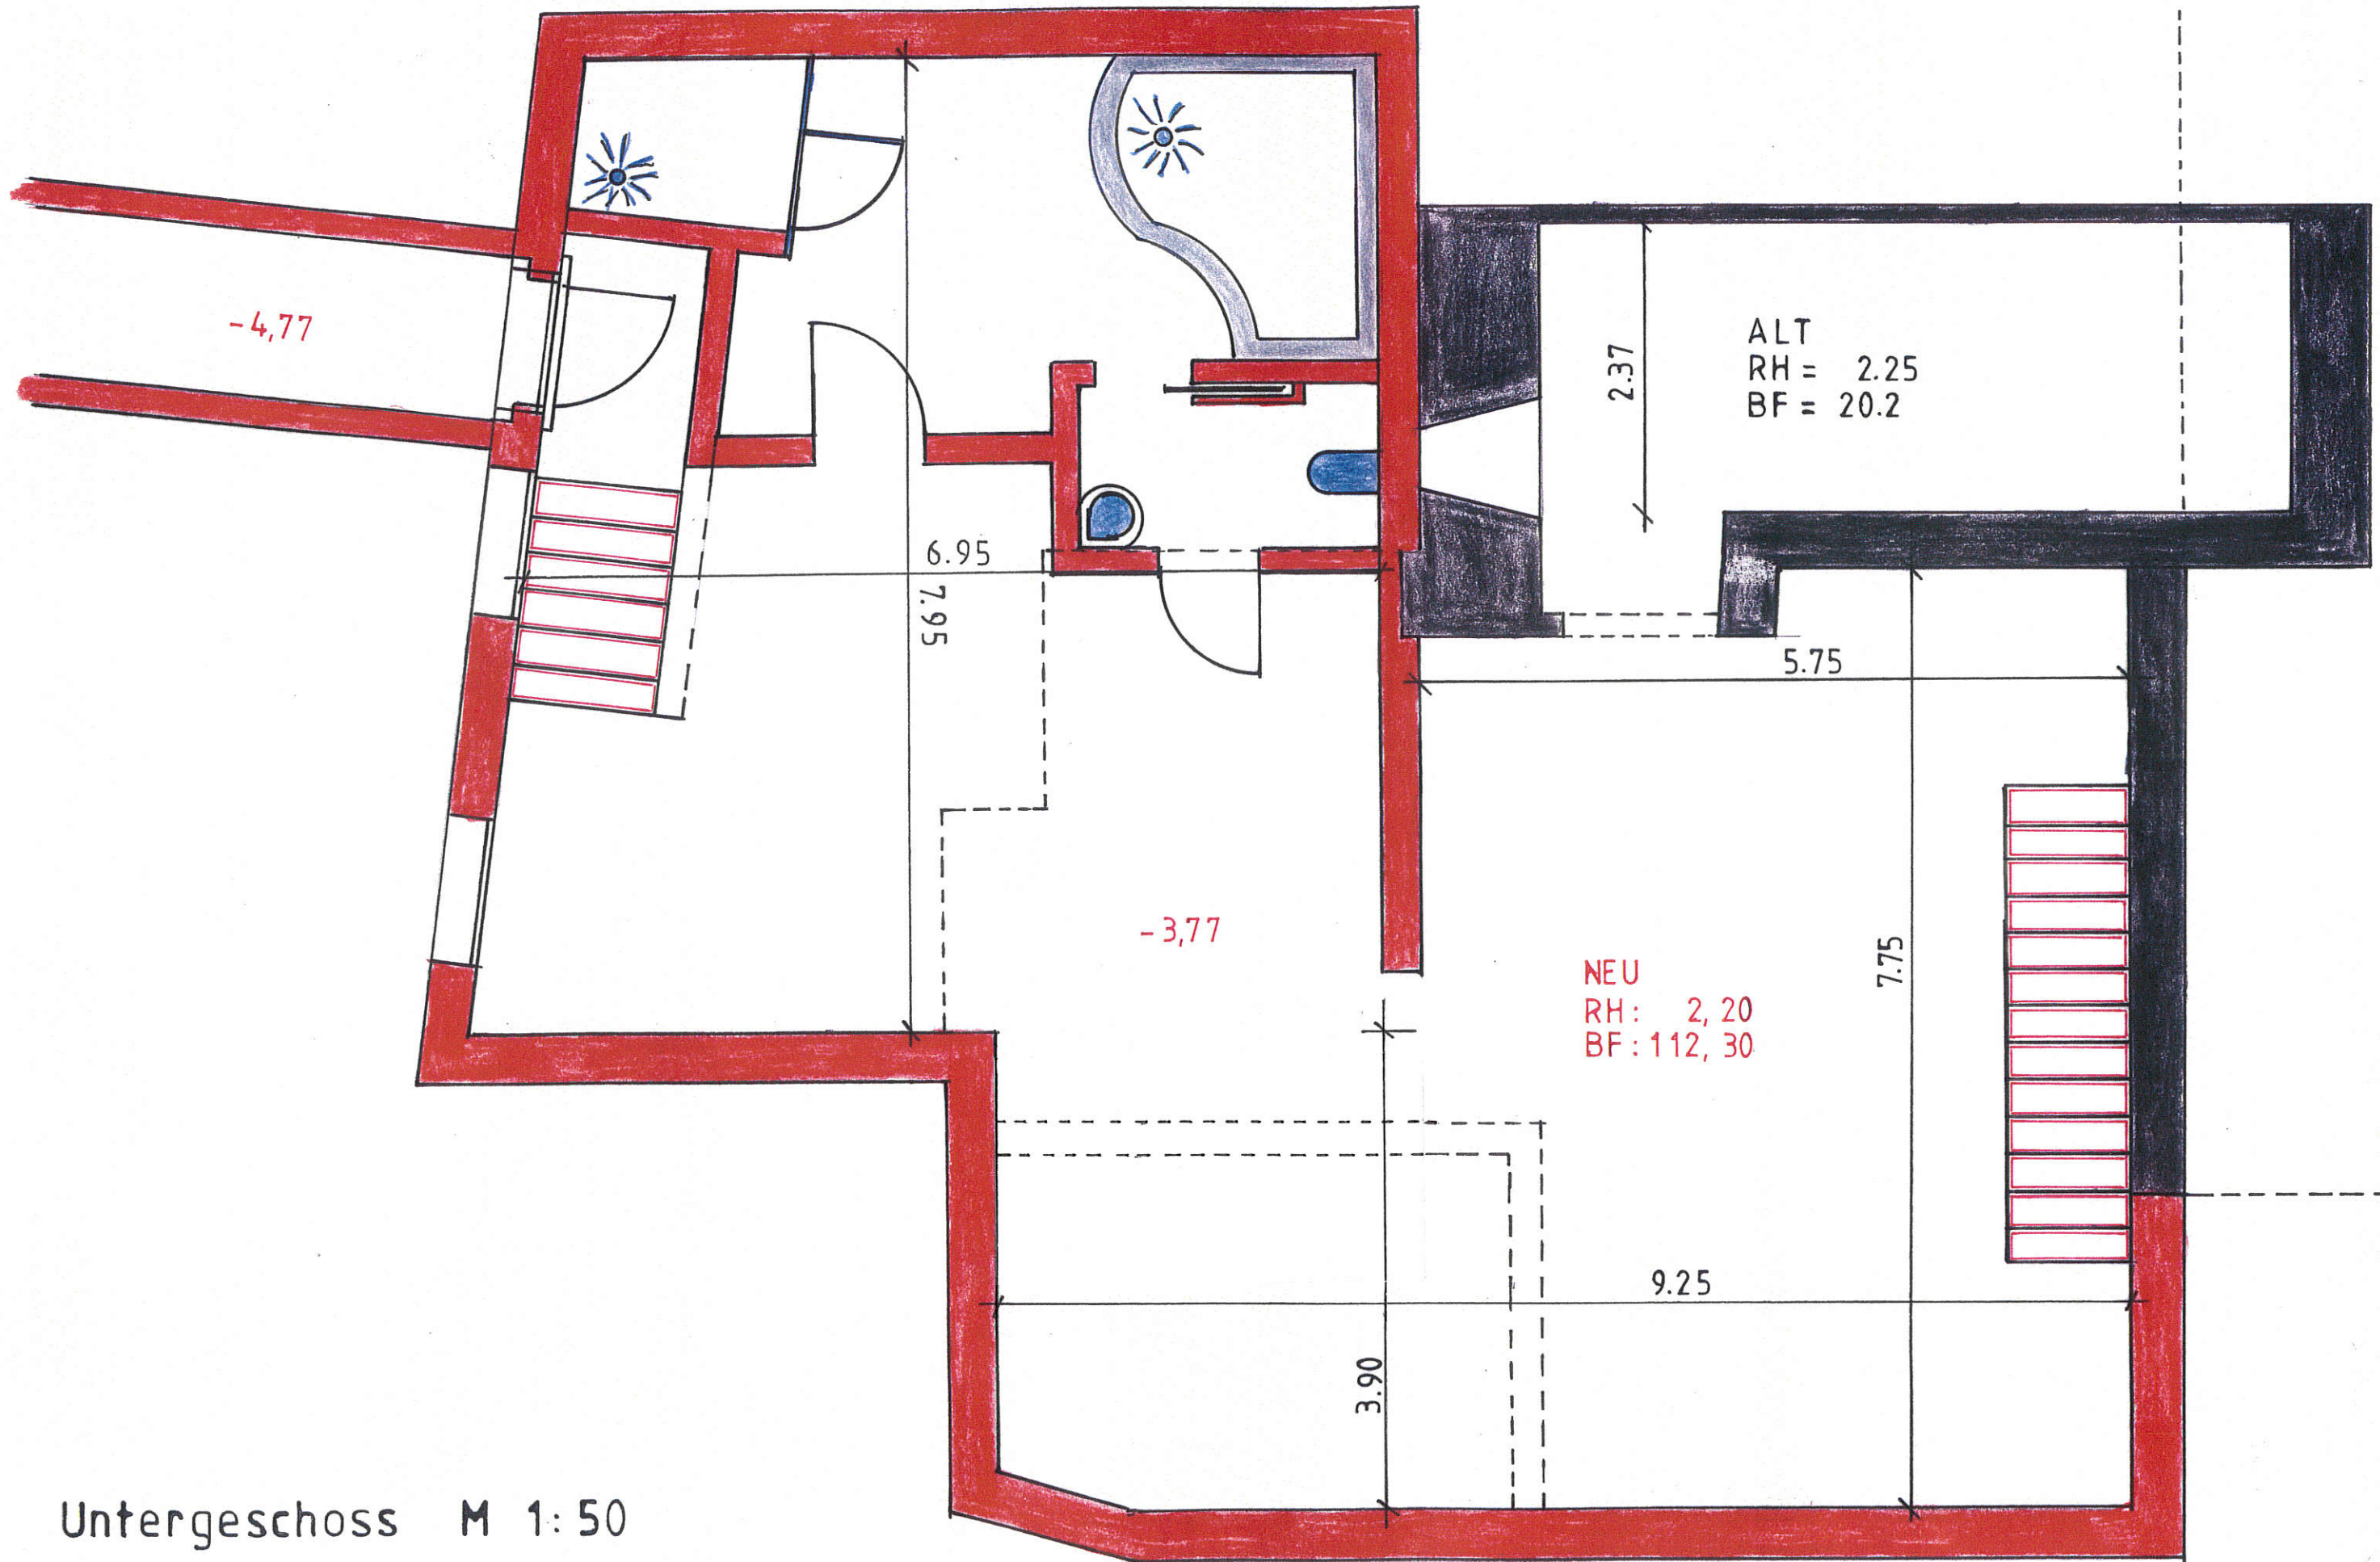 -4,77
2.37
ALT
RH = 2.25
BF = 20.2
6.95
7.95
5.75
-3,77
NEU
RH: 2,20
BF: 112,30
7.75
9.25
3.90
Untergeschoss M 1:50